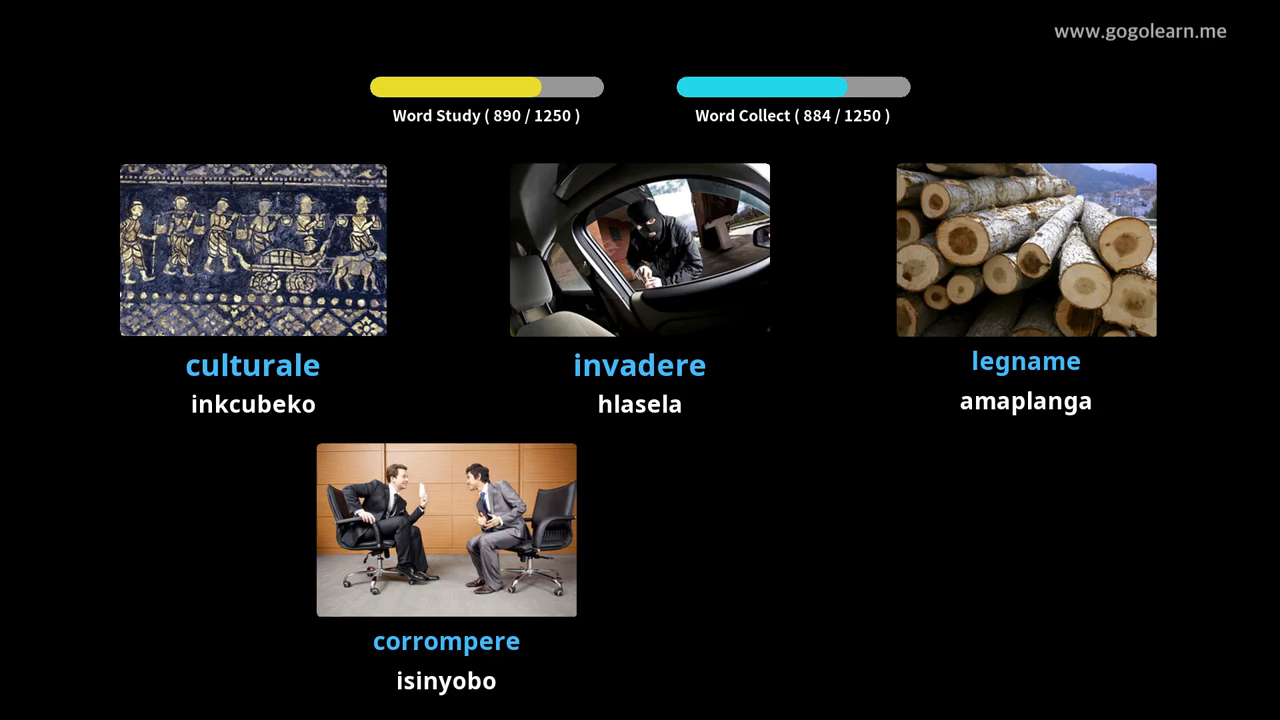 www.gogolearn.me
Word Study ( 890 / 1250 )
Word Collect ( 884 / 1250 )
culturale
inkcubeko
invadere
hlasela
legname
amaplanga
corrompere
isinyobo